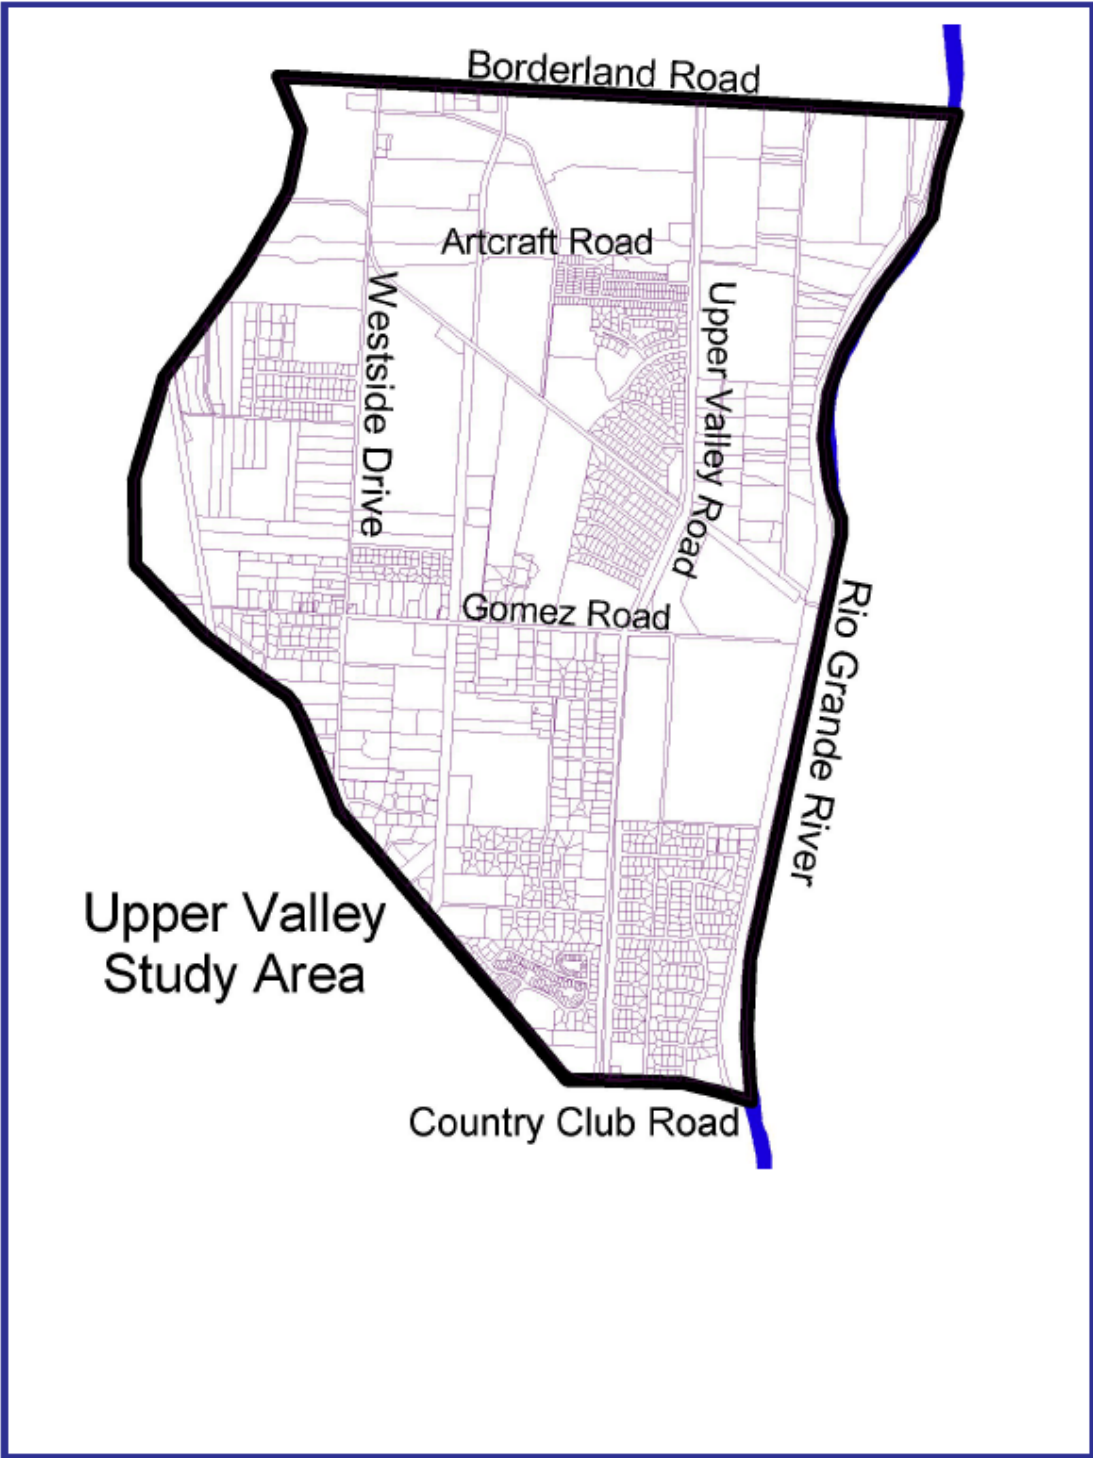 Borderland Road
Artcraft Road
Westside Drive
Upper Valley Road
Gomez Road
Rio Grande River
Upper Valley
Study Area
Country Club Road